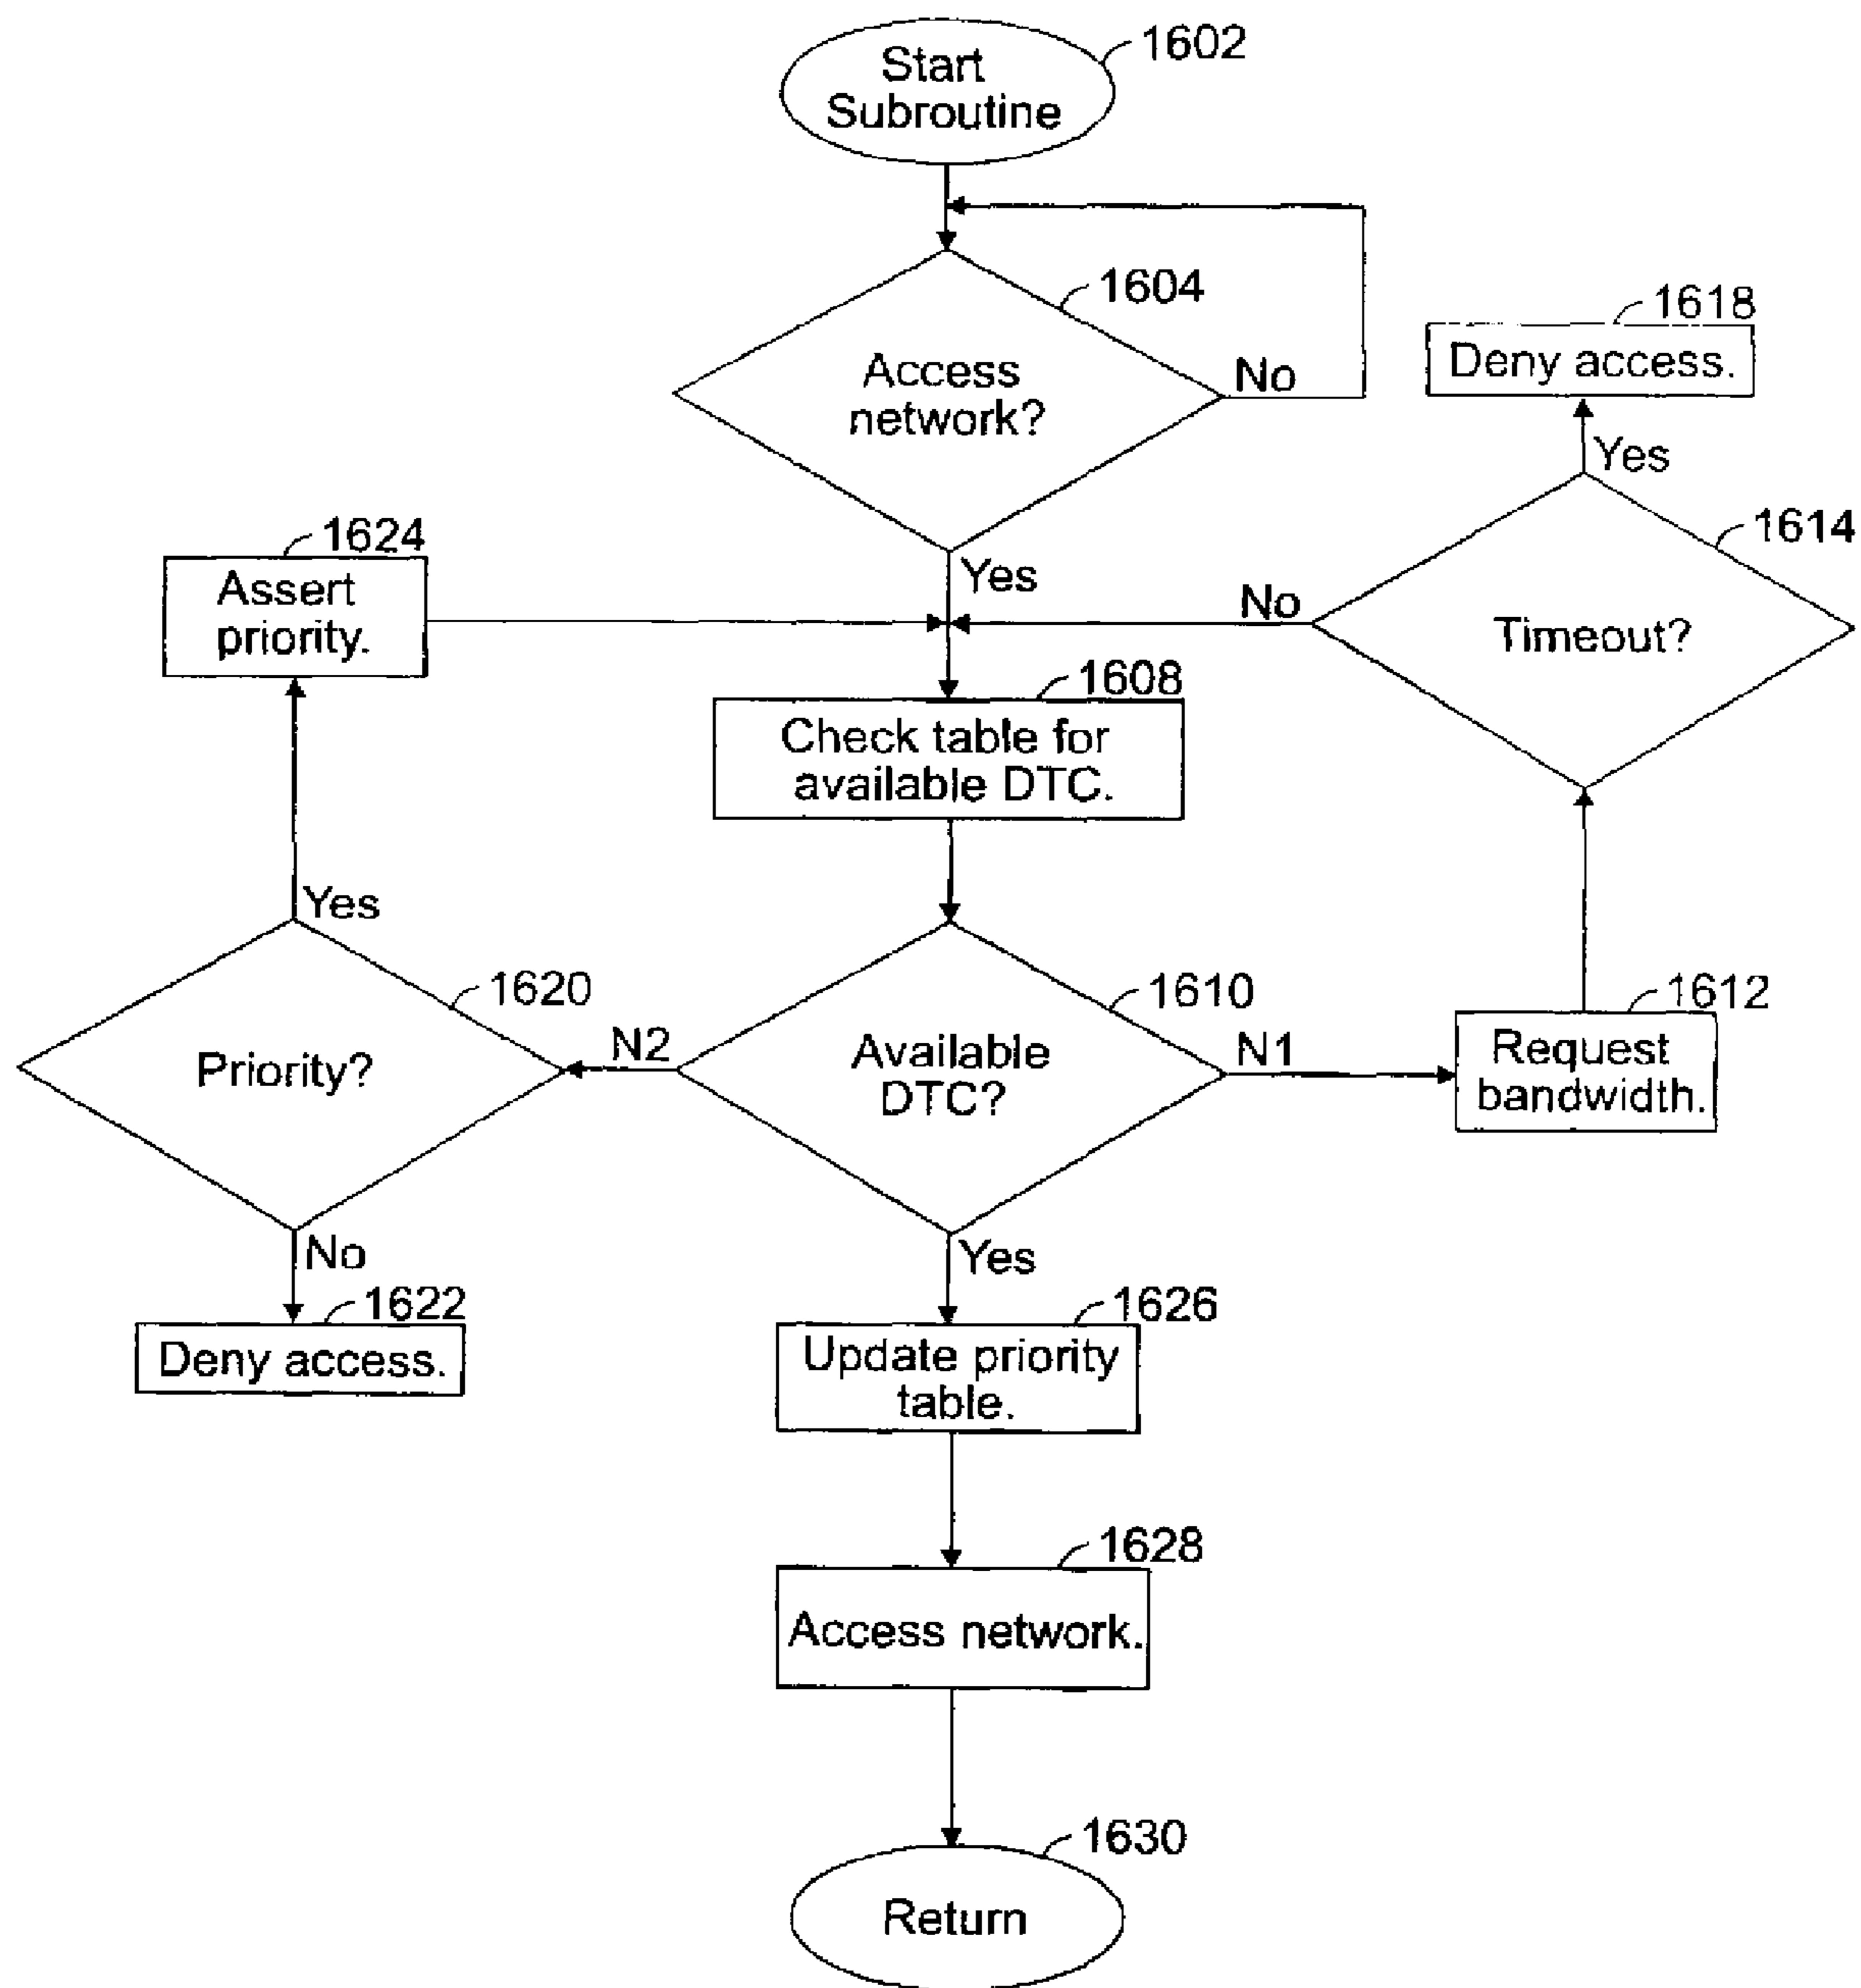 1602
Start
Subroutine
1604
Access
network?
No
Yes
1618
Deny access.
Yes
1614
Timeout?
No
1624
Assert
priority.
1608
Check table for
available DTC.
Yes
1620
Priority?
N2
1610
Available
DTC?
N1
1612
Request
bandwidth.
No
1622
Deny access.
Yes
1626
Update priority
table.
1628
Access network.
1630
Return